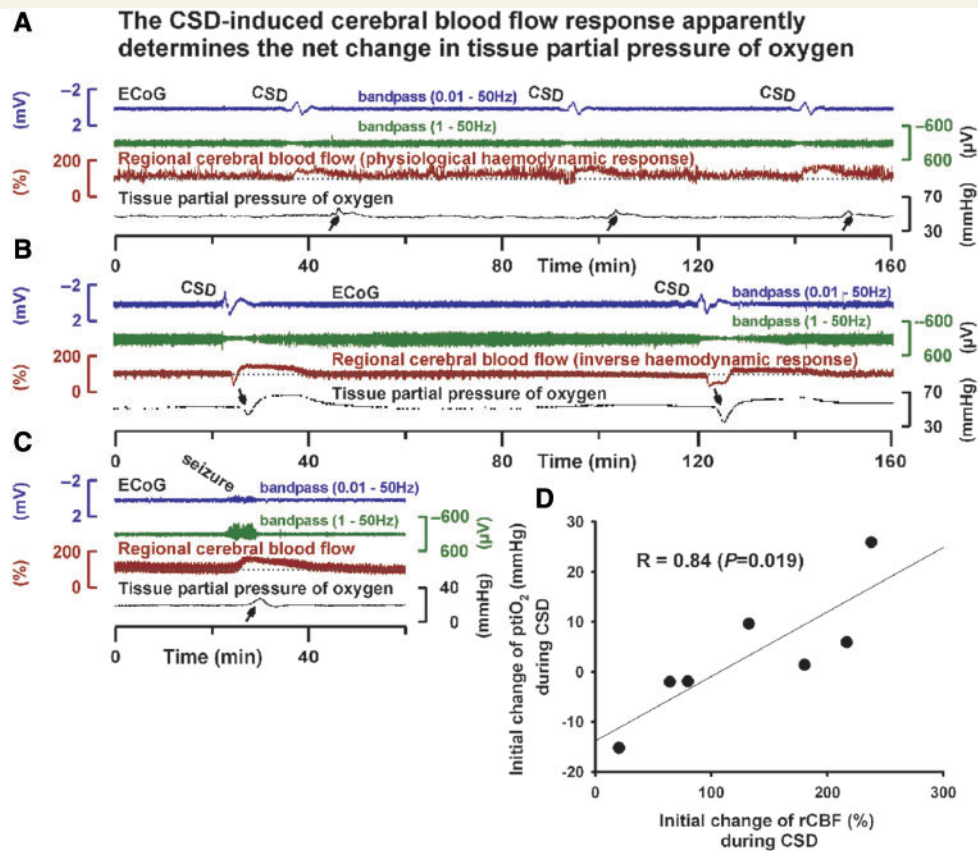 A
The CSD-induced cerebral blood flow response apparently
determines the net change in tissue partial pressure of oxygen
(mV)
−2
2
ECoG
CSD
bandpass (0.01 - 50Hz)
CSD
CSD
bandpass (1 - 50Hz)
−600
600
(µV)
(%)
200
0
Regional cerebral blood flow (physiological haemodynamic response)
Tissue partial pressure of oxygen
70
30
(mmHg)
0
40
80
Time (min)
120
160
B
(mV)
−2
2
CSD
ECoG
CSD
bandpass (0.01 - 50Hz)
bandpass (1 - 50Hz)
−600
600
(µV)
(%)
200
0
Regional cerebral blood flow (inverse haemodynamic response)
Tissue partial pressure of oxygen
70
30
(mmHg)
0
40
80
Time (min)
120
160
C
(mV)
−2
2
ECoG
seizure
bandpass (0.01 - 50Hz)
bandpass (1 - 50Hz)
−600
600
(µV)
(%)
200
0
Regional cerebral blood flow
Tissue partial pressure of oxygen
40
0
(mmHg)
0
Time (min)
40
D
R = 0.84 (P=0.019)
Initial change of ptiO2 (mmHg)
during CSD
30
20
10
0
-10
-20
0
100
200
300
Initial change of rCBF (%)
during CSD